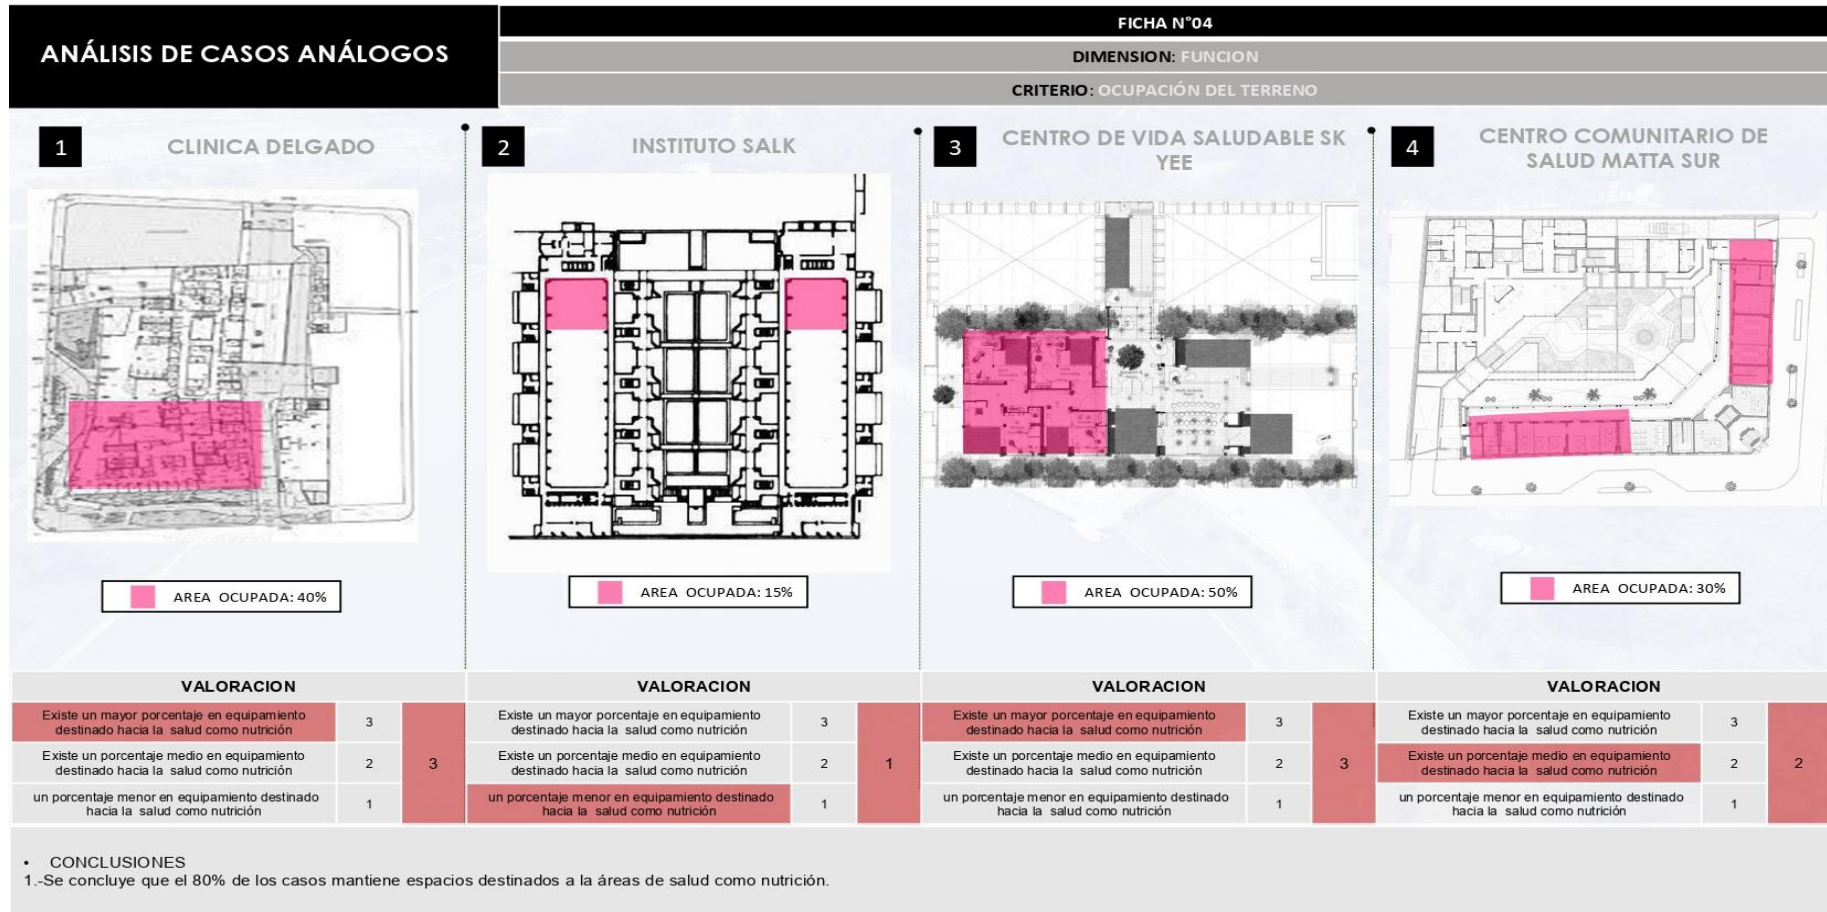 ANÁLISIS DE CASOS ANÁLOGOS
FICHA N°04
DIMENSION: FUNCION
CRITERIO: OCUPACIÓN DEL TERRENO
1
CLINICA DELGADO
2
INSTITUTO SALK
3
CENTRO DE VIDA SALUDABLE SK
YEE
4
CENTRO COMUNITARIO DE
SALUD MATTA SUR
AREA OCUPADA: 40%
AREA OCUPADA: 15%
AREA OCUPADA: 50%
AREA OCUPADA: 30%
VALORACION
Existe un mayor porcentaje en equipamiento
destinado hacia la salud como nutrición
3
Existe un porcentaje medio en equipamiento
destinado hacia la salud como nutrición
2
un porcentaje menor en equipamiento destinado
hacia la salud como nutrición
1
3
VALORACION
Existe un mayor porcentaje en equipamiento
destinado hacia la salud como nutrición
3
Existe un porcentaje medio en equipamiento
destinado hacia la salud como nutrición
2
un porcentaje menor en equipamiento destinado
hacia la salud como nutrición
1
1
VALORACION
Existe un mayor porcentaje en equipamiento
destinado hacia la salud como nutrición
3
Existe un porcentaje medio en equipamiento
destinado hacia la salud como nutrición
2
un porcentaje menor en equipamiento destinado
hacia la salud como nutrición
1
3
VALORACION
Existe un mayor porcentaje en equipamiento
destinado hacia la salud como nutrición
3
Existe un porcentaje medio en equipamiento
destinado hacia la salud como nutrición
2
un porcentaje menor en equipamiento destinado
hacia la salud como nutrición
1
2
• CONCLUSIONES
1.-Se concluye que el 80% de los casos mantiene espacios destinados a la áreas de salud como nutrición.